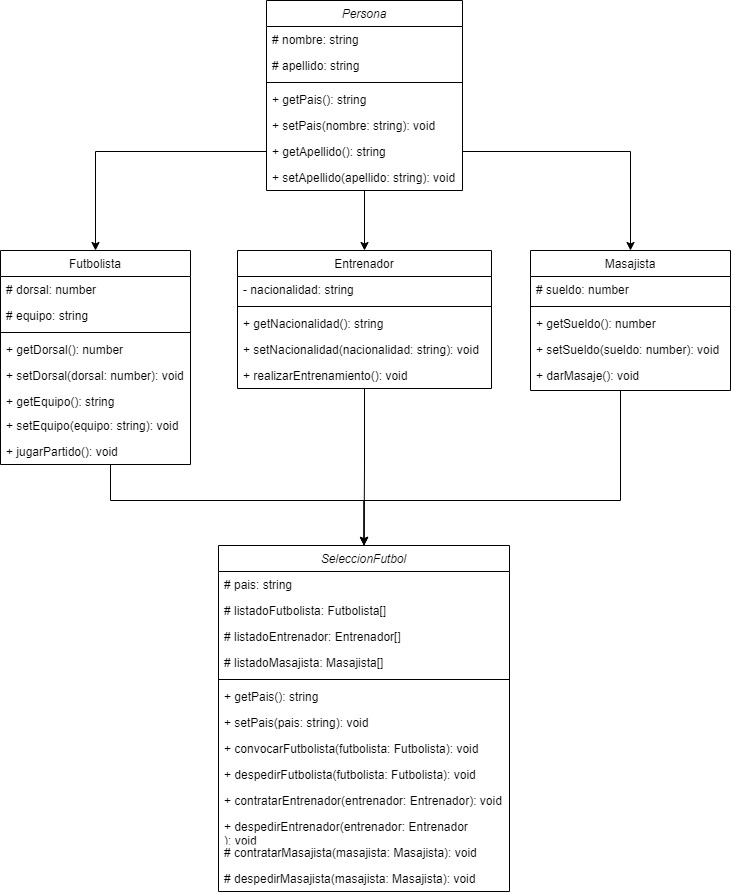 Persona
# nombre: string
# apellido: string
+ getPais(): string
+ setPais(nombre: string): void
+ getApellido(): string
+ setApellido(apellido: string): void
Futbolista
# dorsal: number
# equipo: string
+ getDorsal(): number
+ setDorsal(dorsal: number): void
+ getEquipo(): string
+ setEquipo(equipo: string): void
+ jugarPartido(): void
Entrenador
- nacionalidad: string
+ getNacionalidad(): string
+ setNacionalidad(nacionalidad: string): void
+ realizarEntrenamiento(): void
Masajista
# sueldo: number
+ getSueldo(): number
+ setSueldo(sueldo: number): void
+ darMasaje(): void
SeleccionFutbol
# pais: string
# listadoFutbolista: Futbolista[]
# listadoEntrenador: Entrenador[]
# listadoMasajista: Masajista[]
+ getPais(): string
+ setPais(pais: string): void
+ convocarFutbolista(futbolista: Futbolista): void
+ despedirFutbolista(futbolista: Futbolista): void
+ contratarEntrenador(entrenador: Entrenador): void
+ despedirEntrenador(entrenador: Entrenador
): void
# contratarMasajista(masajista: Masajista): void
# despedirMasajista(masajista: Masajista): void